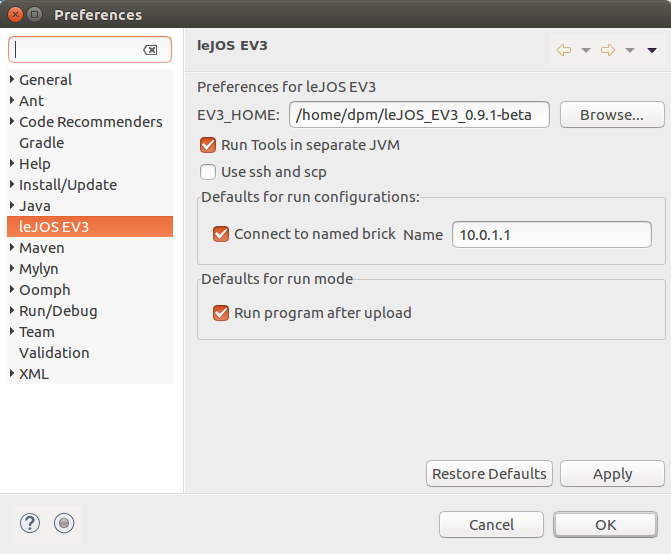 Preferences
leJOS EV3
General
Ant
Code Recommenders
Gradle
Help
Install/Update
Java
leJOS EV3
Maven
Mylyn
Oomph
Run/Debug
Team
Validation
XML
Preferences for leJOS EV3
EV3_HOME: /home/dpm/leJOS_EV3_0.9.1-beta Browse...
Run Tools in separate JVM
Use ssh and scp
Defaults for run configurations:
Connect to named brick Name 10.0.1.1
Defaults for run mode
Run program after upload
Restore Defaults Apply
? Cancel OK